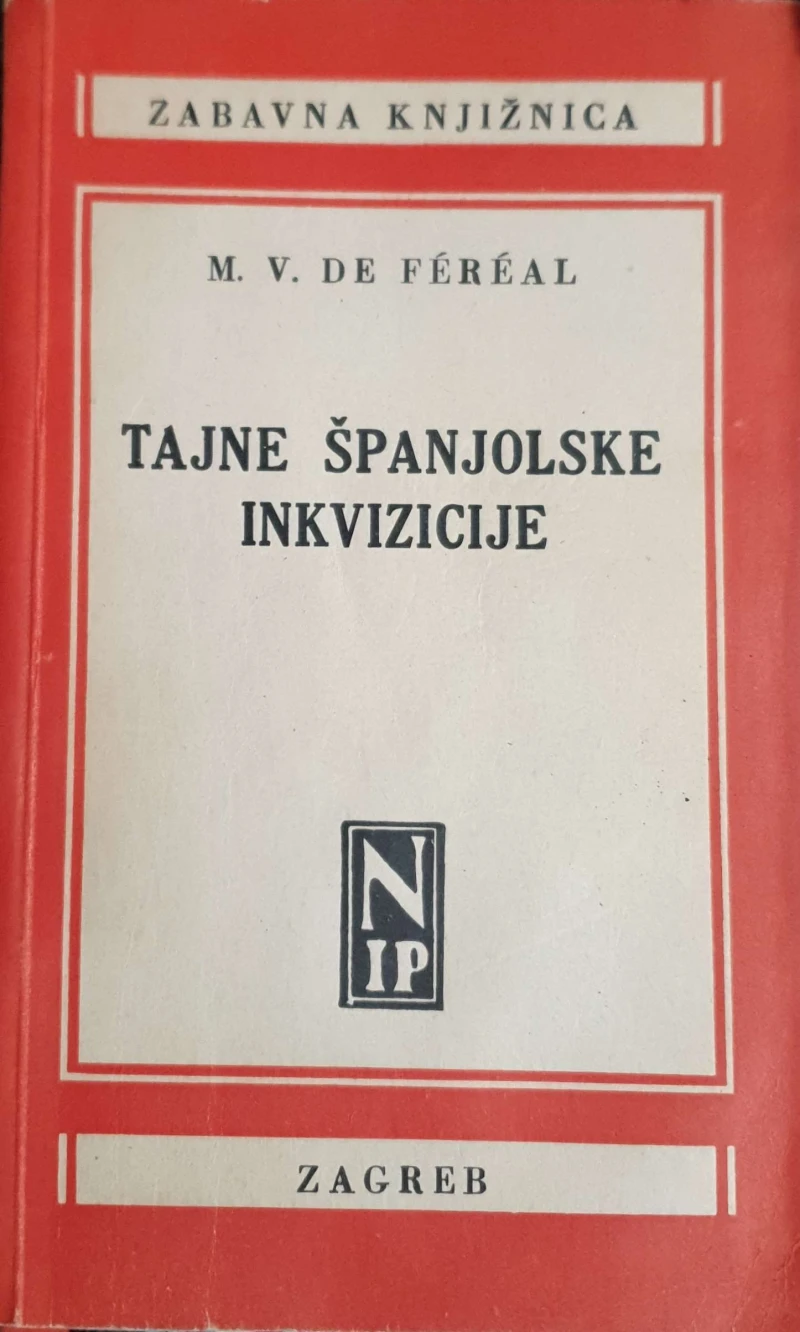 ZABAVNA KNJIŽNICA
M. V. DE FÉRÉAL
TAJNE ŠPANJOLSKE
INKVIZICIJE
N
IP
ZAGREB